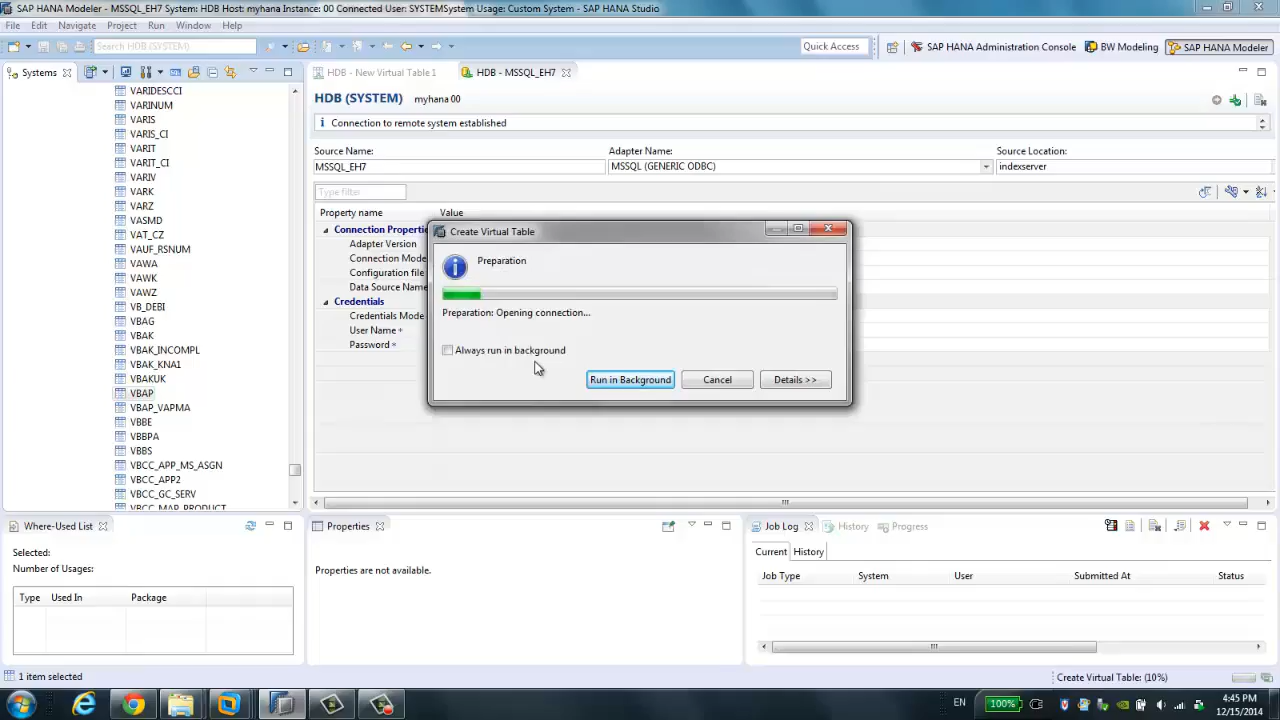 SAP HANA Modeler - MSSQL_EH7 System: HDB Host: myhana Instance: 00 Connected User: SYSTEMSystem Usage: Custom System - SAP HANA Studio
File Edit Navigate Project Run Window Help
Search HDB (SYSTEM)
Quick Access
SAP HANA Administration Console
BW Modeling
SAP HANA Modeler
Systems
HDB - New Virtual Table 1
HDB - MSSQL_EH7
VARIDESCCI
VARINUM
VARIS
VARIS_CI
VARIT
VARIT_CI
VARIV
VARK
VARZ
VASMD
VAT_CZ
VAUF_RSNUM
VAWA
VAWK
VAWZ
VB_DEBI
VBAG
VBAK
VBAK_INCOMPL
VBAK_KNA1
VBAKUK
VBAP
VBAP_VAPMA
VBBE
VBBPA
VBBS
VBCC_APP_MS_ASGN
VBCC_APP2
VBCC_GC_SERV
VBCC_MAP_PRODUCT
HDB (SYSTEM) myhana 00
Connection to remote system established
Source Name: Adapter Name: Source Location:
MSSQL_EH7 MSSQL (GENERIC ODBC) indexserver
Type filter
Property name Value
Connection Properti
Adapter Version
Connection Mode
Configuration file
Data Source Name
Credentials
Credentials Mode
User Name *
Password *
Create Virtual Table
Preparation
Preparation: Opening connection...
Always run in background
Run in Background Cancel Details >>
Where-Used List
Selected:
Number of Usages:
Type Used In Package
Properties
Properties are not available.
Job Log History Progress
Current History
Job Type System User Submitted At Status
1 item selected
Create Virtual Table: (10%)
EN
100%
4:45 PM
12/15/2014